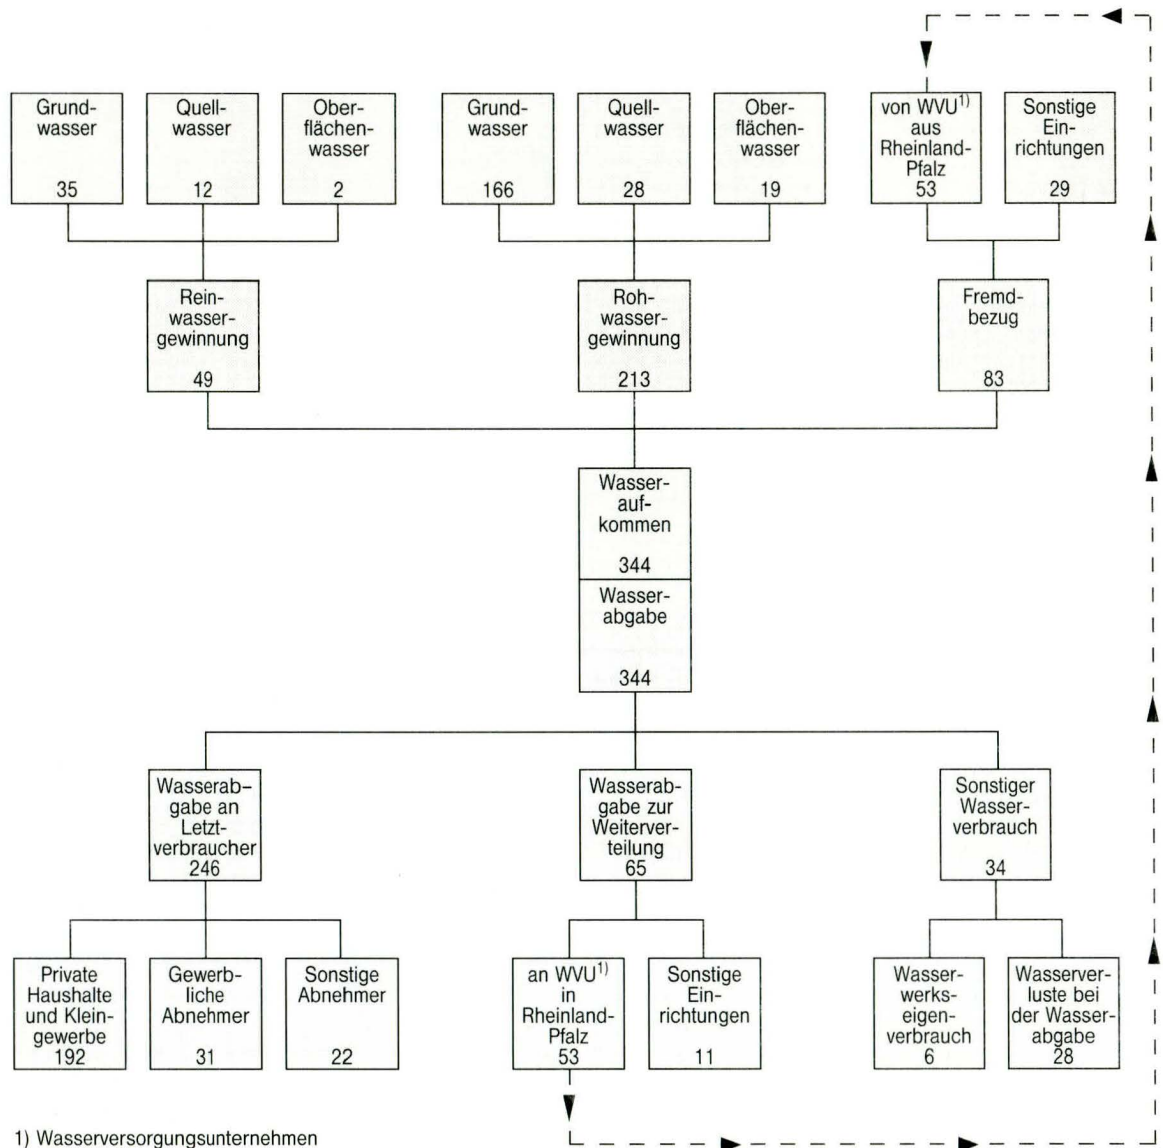 Grund-
wasser
35
Quell-
wasser
12
Ober-
flächen-
wasser
2
Grund-
wasser
166
Quell-
wasser
28
Ober-
flächen-
wasser
19
von WVU1)
aus
Rheinland-
Pfalz
53
Sonstige
Ein-
richtungen
29
Rein-
wasser-
gewinnung
49
Roh-
wasser-
gewinnung
213
Fremd-
bezug
83
Wasser-
auf-
kommen
344
Wasser-
abgabe
344
Wasserab-
gabe an
Letzt-
verbraucher
246
Wasserab-
gabe zur
Weiterver-
teilung
65
Sonstiger
Wasser-
verbrauch
34
Private
Haushalte
und Klein-
gewerbe
192
Gewerb-
liche
Abnehmer
31
Sonstige
Abnehmer
22
an WVU1)
in
Rheinland-
Pfalz
53
Sonstige
Ein-
richtungen
11
Wasser-
werks-
eigen-
verbrauch
6
Wasserver-
luste bei
der Wasser-
abgabe
28
1) Wasserversorgungsunternehmen